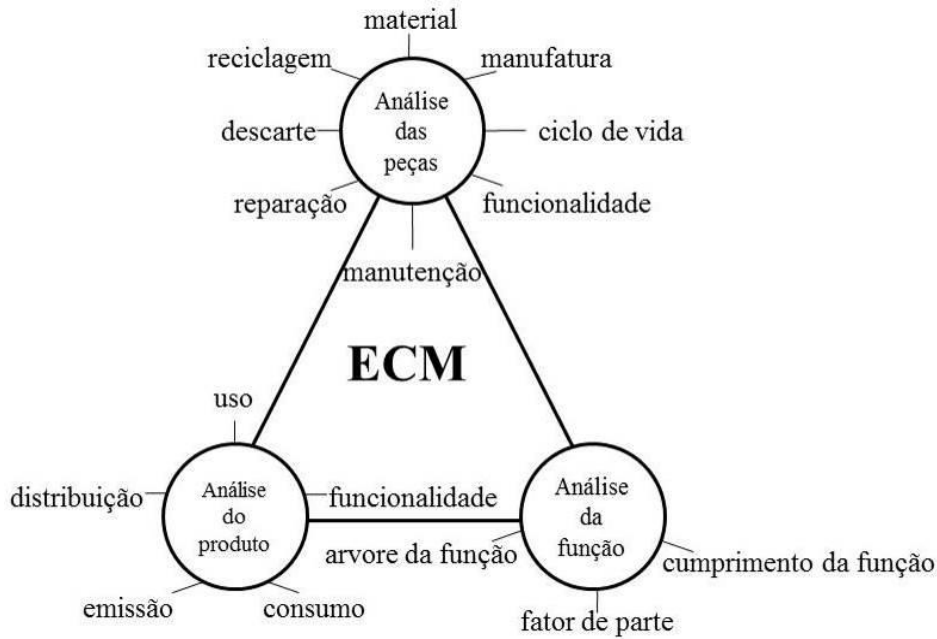 material
reciclagem
manufatura
Análise
das
peças
descarte
ciclo de vida
reparação
funcionalidade
manutenção
ECM
uso
distribuição
Análise
do
produto
funcionalidade
emissão
consumo
Análise
da
função
arvore da função
cumprimento da função
fator de parte